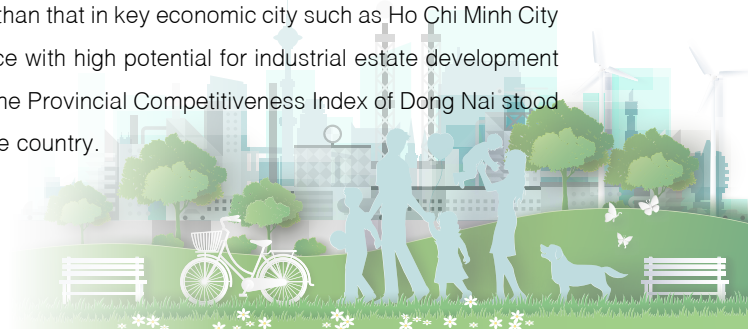 than that in key economic city such as Ho Chi Minh City
ce with high potential for industrial estate development
he Provincial Competitiveness Index of Dong Nai stood
e country.